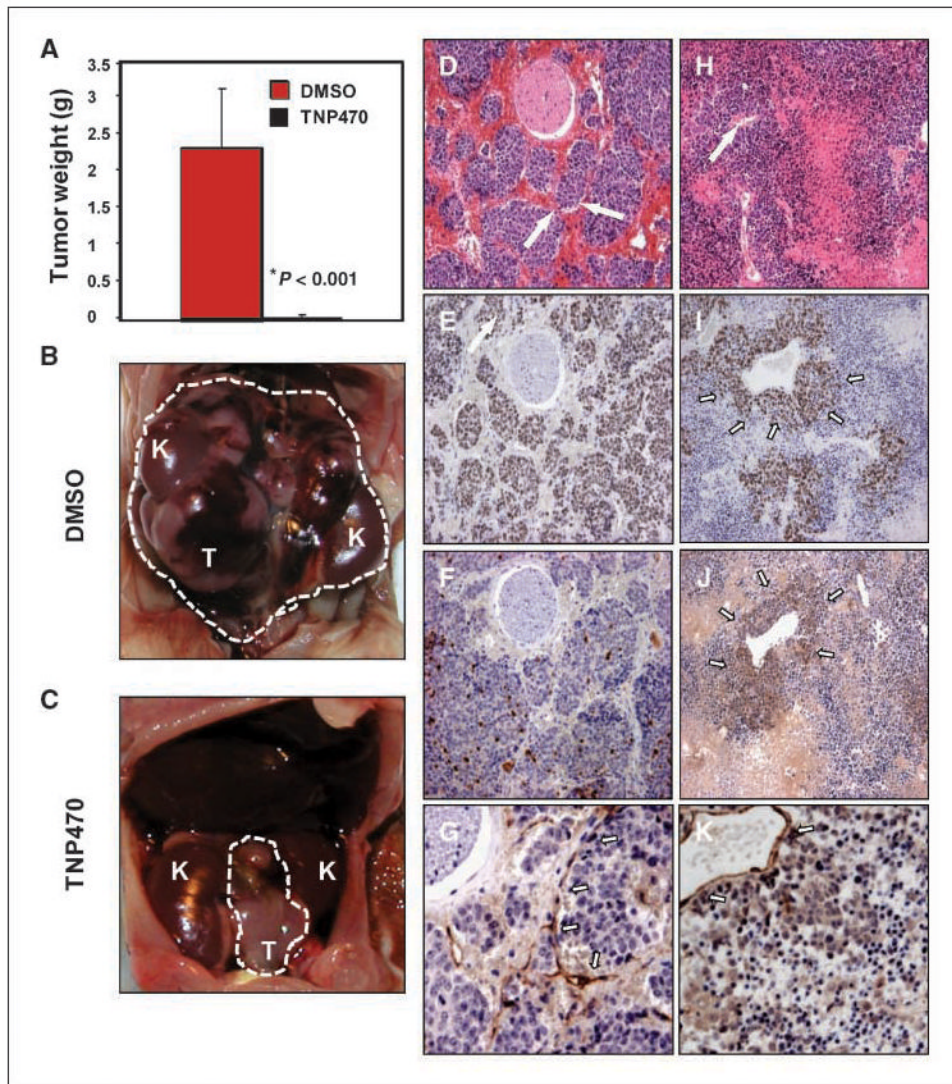 A
Tumor weight (g)
3.5
3
2.5
2
1.5
1
0.5
0
DMSO
TNP470
*P < 0.001
B
DMSO
K
T
K
C
TNP470
K
K
T
D
E
F
G
H
I
J
K